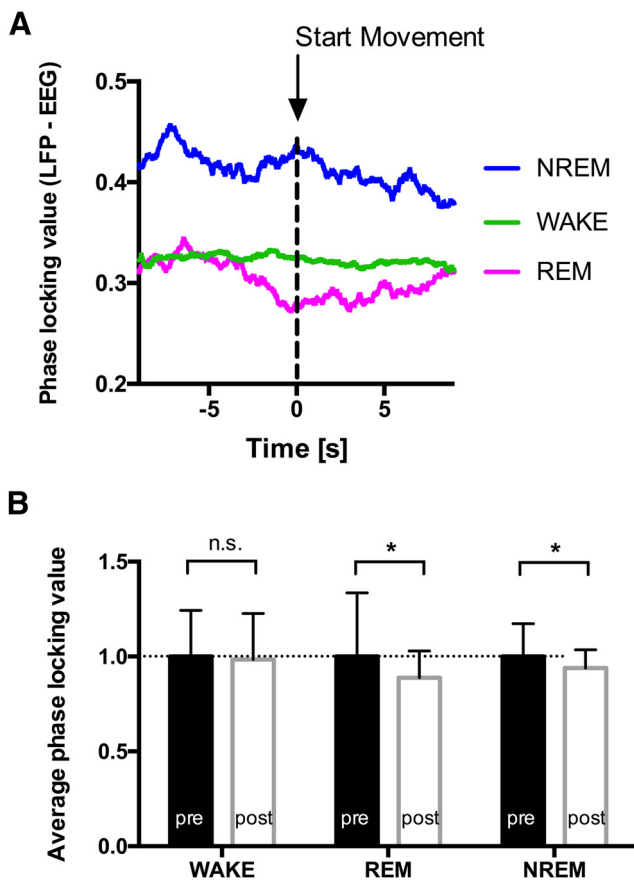 A
Start Movement
Phase locking value (LFP - EEG)
0.5
0.4
0.3
0.2
-5
0
5
Time [s]
NREM
WAKE
REM
B
Average phase locking value
1.5
1.0
0.5
0.0
n.s.
*
*
pre
post
pre
post
pre
post
WAKE
REM
NREM